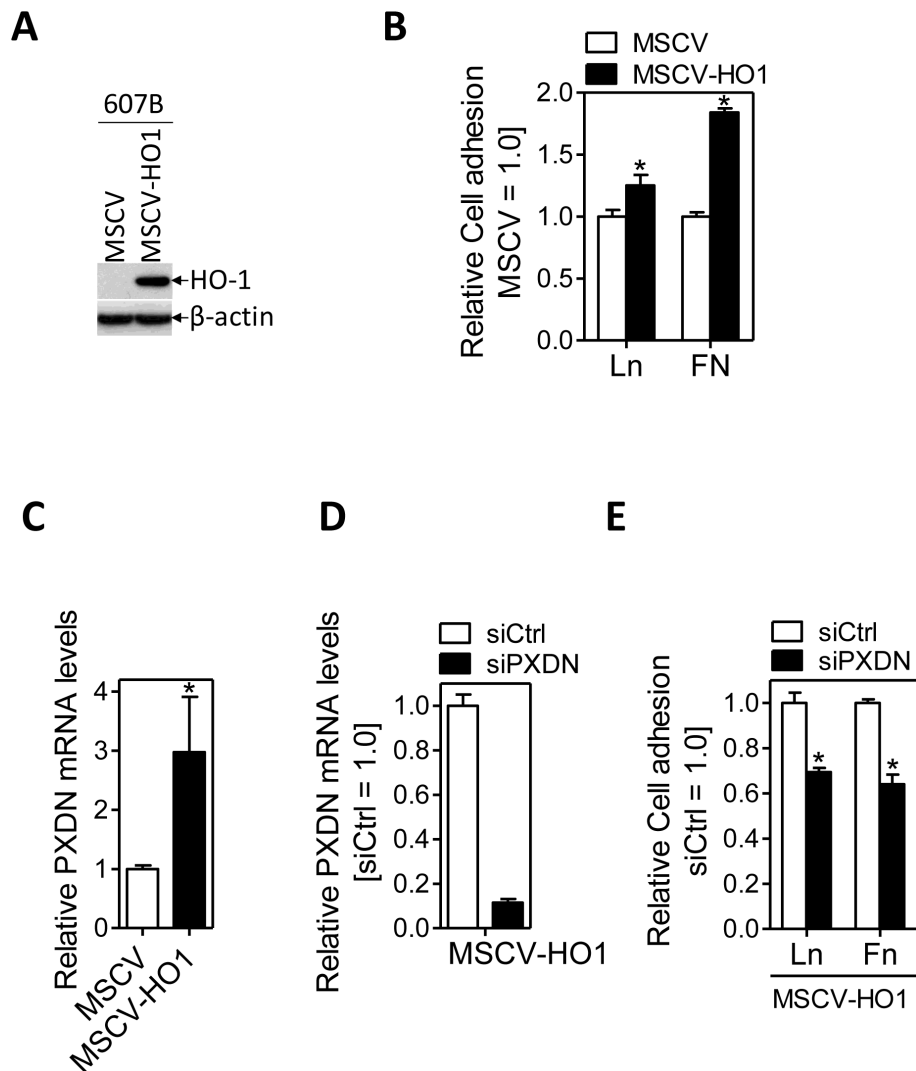 A
607B
MSCV
MSCV-HO1
HO-1
β-actin
B
MSCV
MSCV-HO1
Relative Cell adhesion
MSCV = 1.0]
2.0
1.5
1.0
0.5
0.0
*
*
Ln
FN
C
Relative PXDN mRNA levels
4
3
2
1
0
*
MSCV
MSCV-HO1
D
siCtrl
siPXDN
Relative PXDN mRNA levels
[siCtrl = 1.0]
1.0
0.8
0.6
0.4
0.2
0.0
MSCV-HO1
E
siCtrl
siPXDN
Relative Cell adhesion
siCtrl = 1.0]
1.0
0.8
0.6
0.4
0.2
0.0
*
*
Ln
Fn
MSCV-HO1